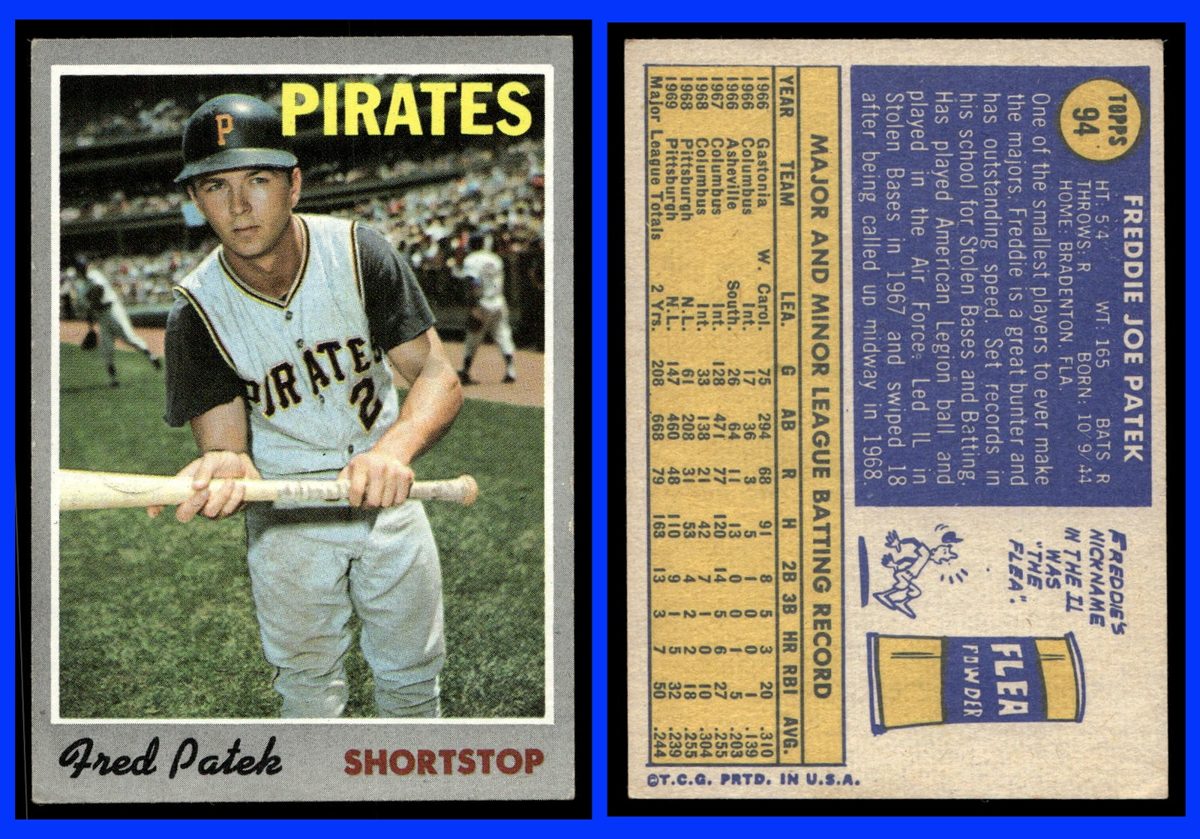 PIRATES
P
PIRATES
2
Fred Patek
SHORTSTOP
TOPPS
94
FREDDIE JOE PATEK
HT: 5'4" WT: 165 BATS: R
THROWS: R BORN: 10/9/44
HOME: BRADENTON, FLA.
One of the smallest players to ever make
the majors, Freddie is a great bunter and
has outstanding speed. Set records in
his school for Stolen Bases and Batting.
Has played American Legion ball and
played in the Air Force. Led IL in
Stolen Bases in 1967 and swiped 18
after being called up midway in 1968.
FREDDIE'S
NICKNAME
IN THE IL
WAS
"THE
FLEA".
FLEA
POWDER
MAJOR AND MINOR LEAGUE BATTING RECORD
YEAR TEAM LEA. G AB R H 2B 3B HR RBI AVG.
1966 Gastonia W. Carol. 75 294 68 91 8 5 3 20 .310
1966 Columbus Int. 17 36 3 5 0 0 0 1 .139
1966 Asheville South. 26 64 11 13 1 0 1 5 .203
1967 Columbus Int. 128 471 77 120 14 5 6 27 .255
1968 Columbus Int. 33 138 21 42 7 1 0 10 .304
1968 Pittsburgh N.L. 61 208 31 53 4 2 2 18 .255
1969 Pittsburgh N.L. 147 460 48 110 9 1 5 32 .239
Major League Totals 2 Yrs. 208 668 79 163 13 3 7 50 .244
©T.C.G. PRTD. IN U.S.A.